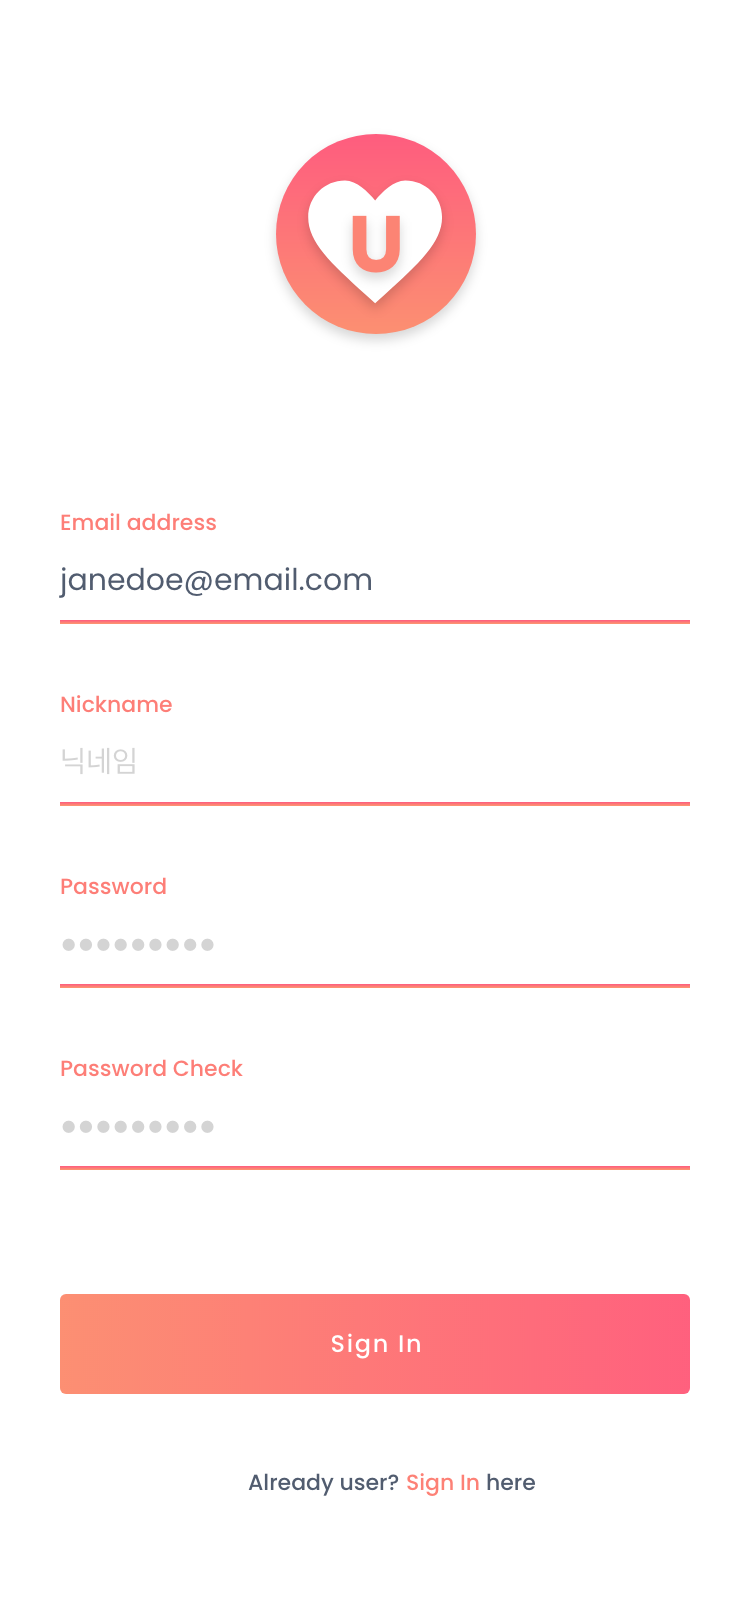 U
Email address
janedoe@email.com
Nickname
닉네임
Password
●●●●●●●●●
Password Check
●●●●●●●●●
Sign In
Already user? Sign In here